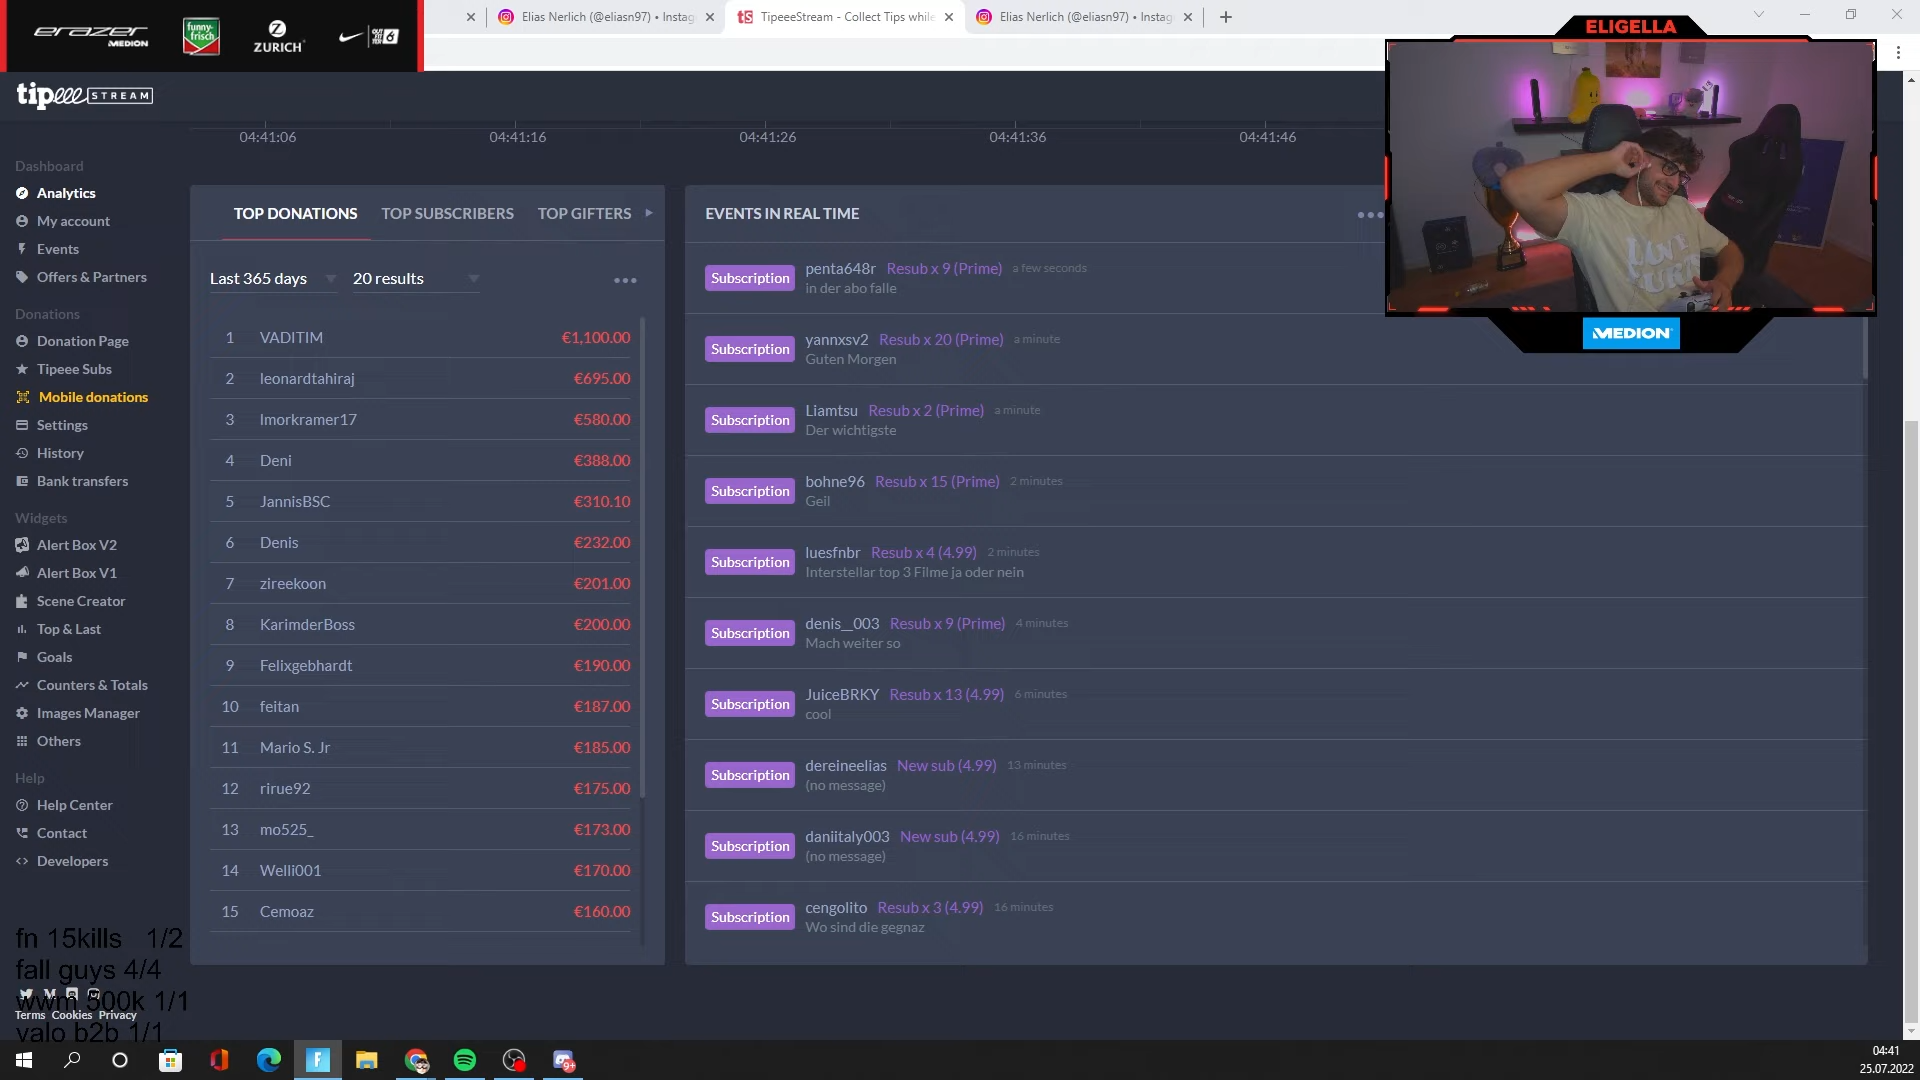 erazer
MEDION
funny-frisch
ZURICH
Elias Nerlich (@eliasn97) • Instag
TipeeeStream - Collect Tips while
Elias Nerlich (@eliasn97) • Instag
ELIGELLA
MEDION
tipeee STREAM
04:41:06
04:41:16
04:41:26
04:41:36
04:41:46
Dashboard
Analytics
My account
Events
Offers & Partners
Donations
Donation Page
Tipeee Subs
Mobile donations
Settings
History
Bank transfers
Widgets
Alert Box V2
Alert Box V1
Scene Creator
Top & Last
Goals
Counters & Totals
Images Manager
Others
Help
Help Center
Contact
Developers
fn 15kills 1/2
fall guys 4/4
wwm 500k 1/1
Terms Cookies Privacy
valo b2b 1/1
TOP DONATIONS TOP SUBSCRIBERS TOP GIFTERS
Last 365 days 20 results
1 VADITIM €1,100.00
2 leonardtahiraj €695.00
3 lmorkramer17 €580.00
4 Deni €388.00
5 JannisBSC €310.10
6 Denis €232.00
7 zireekoon €201.00
8 KarimderBoss €200.00
9 Felixgebhardt €190.00
10 feitan €187.00
11 Mario S. Jr €185.00
12 rirue92 €175.00
13 mo525_ €173.00
14 Welli001 €170.00
15 Cemoaz €160.00
EVENTS IN REAL TIME
Subscription penta648r Resub x 9 (Prime) a few seconds
in der abo falle
Subscription yannxsv2 Resub x 20 (Prime) a minute
Guten Morgen
Subscription Liamtsu Resub x 2 (Prime) a minute
Der wichtigste
Subscription bohne96 Resub x 15 (Prime) 2 minutes
Geil
Subscription luesfnbr Resub x 4 (4.99) 2 minutes
Interstellar top 3 Filme ja oder nein
Subscription denis__003 Resub x 9 (Prime) 4 minutes
Mach weiter so
Subscription JuiceBRKY Resub x 13 (4.99) 6 minutes
cool
Subscription dereineelias New sub (4.99) 13 minutes
(no message)
Subscription daniitaly003 New sub (4.99) 16 minutes
(no message)
Subscription cengolito Resub x 3 (4.99) 16 minutes
Wo sind die gegnaz
9+
04:41
25.07.2022